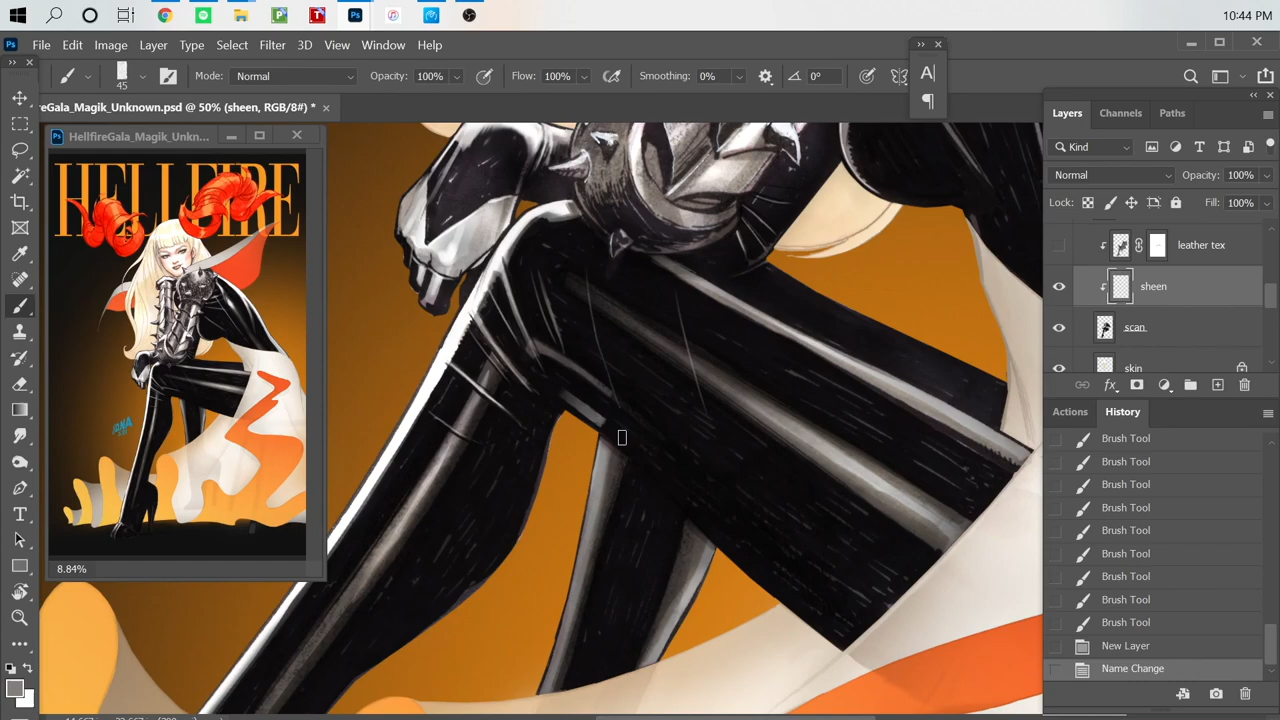 10:44 PM
File Edit Image Layer Type Select Filter 3D View Window Help
45 Mode: Normal Opacity: 100% Flow: 100% Smoothing: 0% 0°
reGala_Magik_Unknown.psd @ 50% (sheen, RGB/8#) *
HellfireGala_Magik_Unkn...
HELLFIRE
8.84%
Layers Channels Paths
Kind
Normal Opacity: 100%
Lock: Fill: 100%
leather tex
sheen
scan
skin
Actions History
Brush Tool
Brush Tool
Brush Tool
Brush Tool
Brush Tool
Brush Tool
Brush Tool
Brush Tool
Brush Tool
New Layer
Name Change